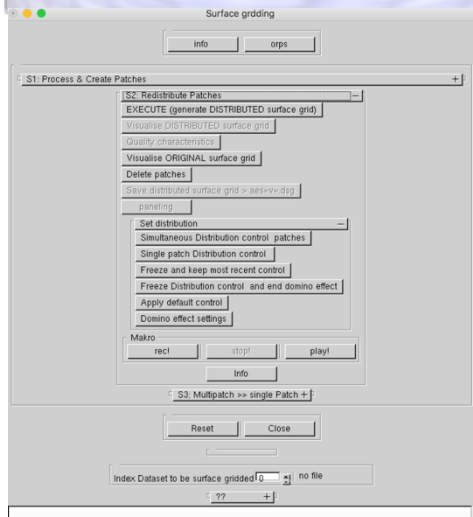 Surface grdding
info orps
S1: Process & Create Patches +
S2: Redistribute Patches —
EXECUTE (generate DISTRIBUTED surface grid)
Visualise DISTRIBUTED surface grid
Quality characteristics
Visualise ORIGINAL surface grid
Delete patches
Save distributed surface grid > aes«v».dsg
paneling
Set distribution —
Simultaneous Distribution control patches
Single patch Distribution control
Freeze and keep most recent control
Freeze Distribution control and end domino effect
Apply default control
Domino effect settings
Makro
rec! stop! play!
Info
S3: Multipatch >> single Patch +
Reset Close
Index Dataset to be surface gridded 0 no file
?? +